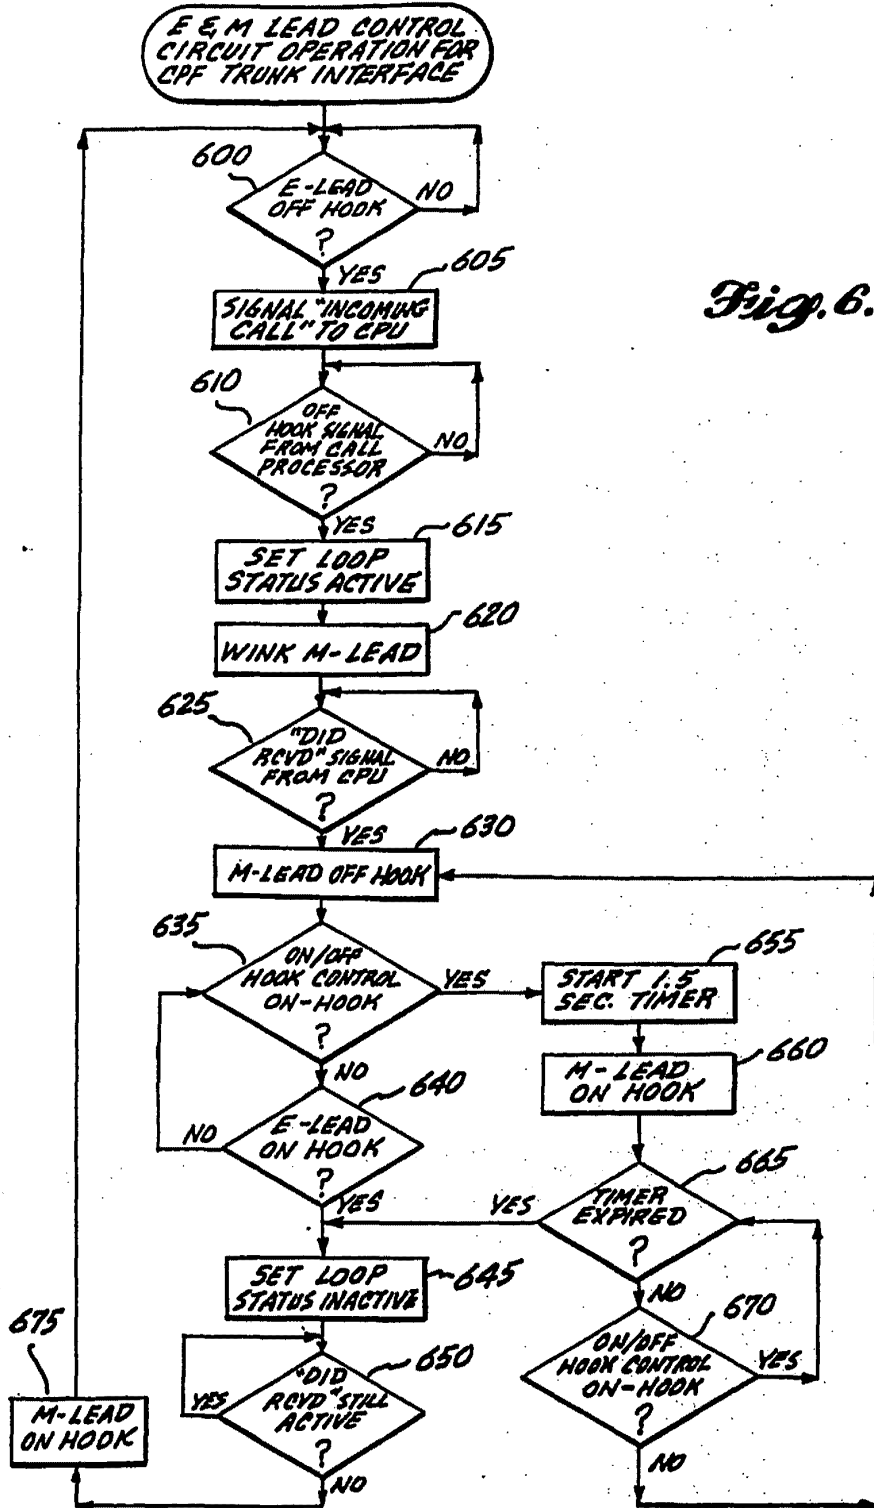 E & M LEAD CONTROL
CIRCUIT OPERATION FOR
CPF TRUNK INTERFACE
600
E-LEAD
OFF HOOK
?
NO
YES
605
SIGNAL "INCOMING
CALL" TO CPU
Fig. 6.
610
OFF
HOOK SIGNAL
FROM CALL
PROCESSOR
?
NO
YES
615
SET LOOP
STATUS ACTIVE
620
WINK M-LEAD
625
"DID
RCVD" SIGNAL
FROM CPU
?
NO
YES
630
M-LEAD OFF HOOK
635
ON/OFF
HOOK CONTROL
ON-HOOK
?
YES
NO
655
START 1.5
SEC. TIMER
660
M-LEAD
ON HOOK
640
E-LEAD
ON HOOK
?
NO
YES
665
TIMER
EXPIRED
?
YES
NO
645
SET LOOP
STATUS INACTIVE
670
ON/OFF
HOOK CONTROL
ON-HOOK
?
YES
NO
650
"DID
RCVD" STILL
ACTIVE
?
YES
NO
675
M-LEAD
ON HOOK